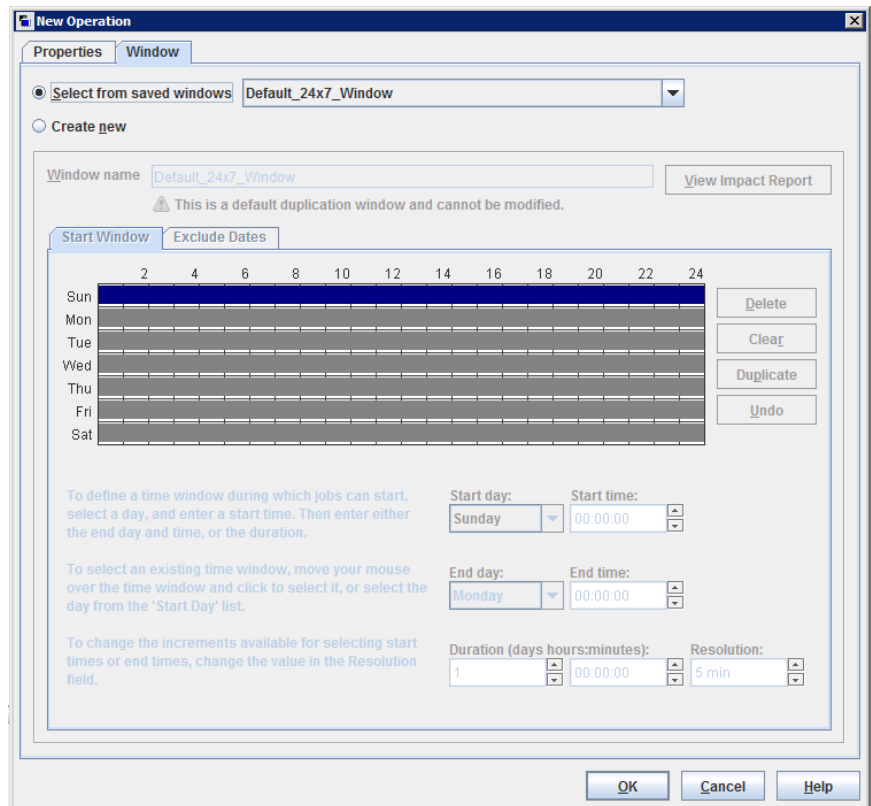 New Operation
Properties Window
Select from saved windows Default_24x7_Window
Create new
Window name Default_24x7_Window View Impact Report
This is a default duplication window and cannot be modified.
Start Window Exclude Dates
2 4 6 8 10 12 14 16 18 20 22 24
Sun
Mon
Tue
Wed
Thu
Fri
Sat
Delete
Clear
Duplicate
Undo
To define a time window during which jobs can start,
select a day, and enter a start time. Then enter either
the end day and time, or the duration.
Start day: Start time:
Sunday 00:00:00
To select an existing time window, move your mouse
over the time window and click to select it, or select the
day from the 'Start Day' list.
End day: End time:
Monday 00:00:00
To change the increments available for selecting start
times or end times, change the value in the Resolution
field.
Duration (days hours:minutes): Resolution:
1 00:00:00 5 min
OK Cancel Help